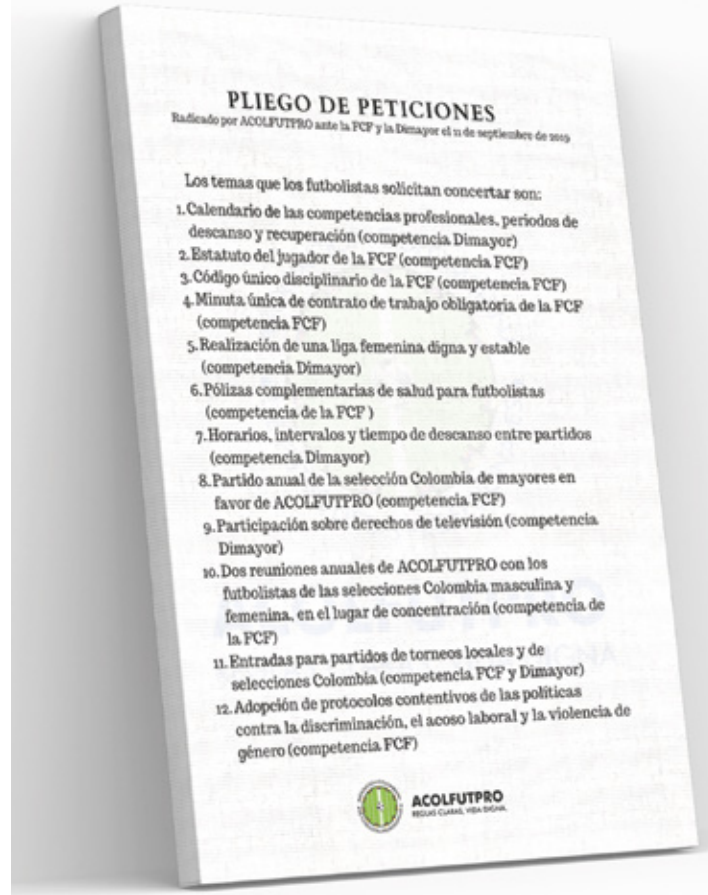 PLIEGO DE PETICIONES
Radicado por ACOLFUTPRO ante la FCF y la Dimayor el 11 de septiembre de 2019
Los temas que los futbolistas solicitan concertar son:
1. Calendario de las competencias profesionales, periodos de
descanso y recuperación (competencia Dimayor)
2. Estatuto del jugador de la FCF (competencia FCF)
3. Código único disciplinario de la FCF (competencia FCF)
4. Minuta única de contrato de trabajo obligatoria de la FCF
(competencia FCF)
5. Realización de una liga femenina digna y estable
(competencia Dimayor)
6. Pólizas complementarias de salud para futbolistas
(competencia de la FCF )
7. Horarios, intervalos y tiempo de descanso entre partidos
(competencia Dimayor)
8. Partido anual de la selección Colombia de mayores en
favor de ACOLFUTPRO (competencia FCF)
9. Participación sobre derechos de televisión (competencia
Dimayor)
10. Dos reuniones anuales de ACOLFUTPRO con los
futbolistas de las selecciones Colombia masculina y
femenina, en el lugar de concentración (competencia de
la FCF)
11. Entradas para partidos de torneos locales y de
selecciones Colombia (competencia FCF y Dimayor)
12. Adopción de protocolos contentivos de las políticas
contra la discriminación, el acoso laboral y la violencia de
género (competencia FCF)
ACOLFUTPRO
REGLAS CLARAS, VIDA DIGNA.